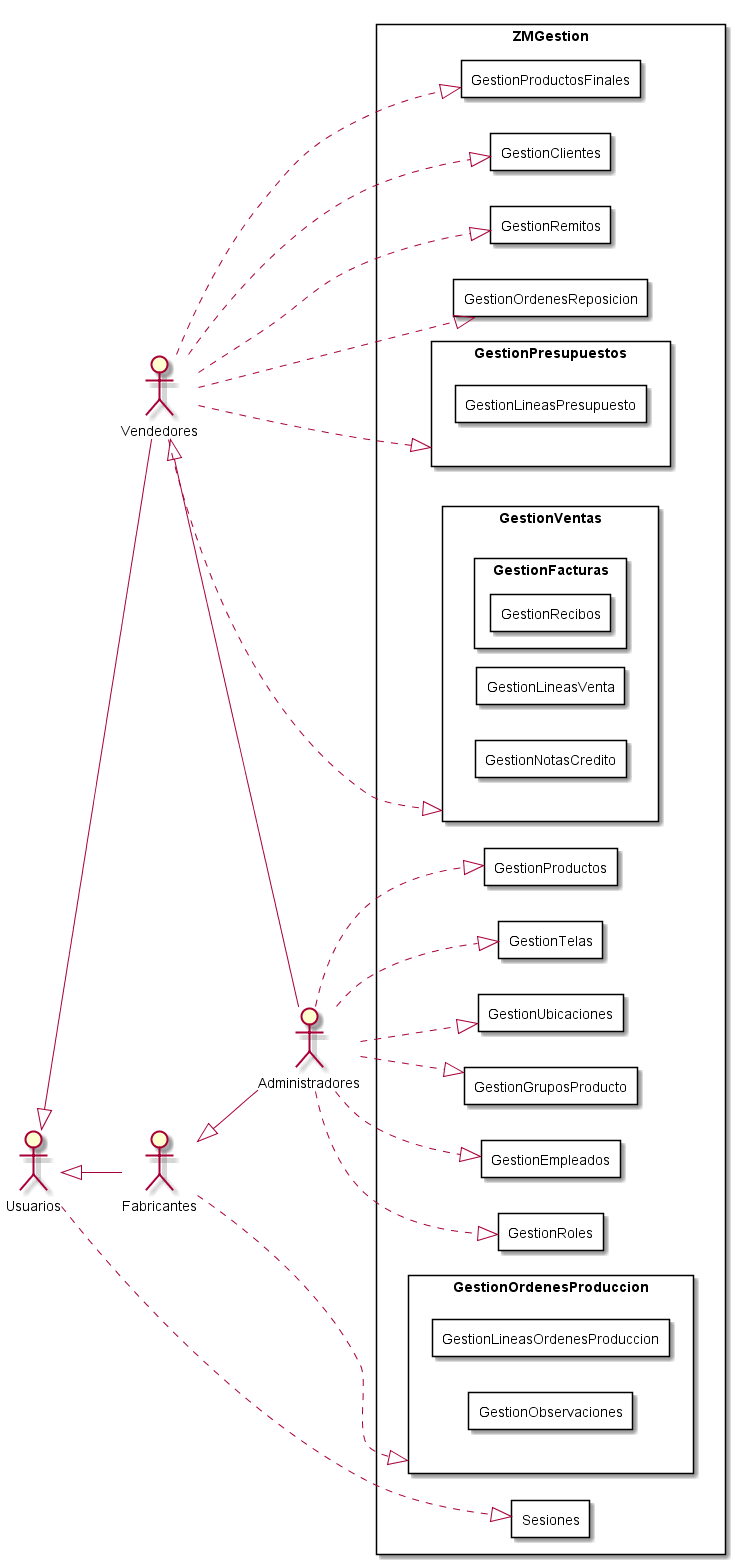 ZMGestion
GestionProductosFinales
GestionClientes
GestionRemitos
GestionOrdenesReposicion
GestionPresupuestos
GestionLineasPresupuesto
Vendedores
GestionVentas
GestionFacturas
GestionRecibos
GestionLineasVenta
GestionNotasCredito
GestionProductos
GestionTelas
GestionUbicaciones
Administradores
GestionGruposProducto
GestionEmpleados
Usuarios
Fabricantes
GestionRoles
GestionOrdenesProduccion
GestionLineasOrdenesProduccion
GestionObservaciones
Sesiones